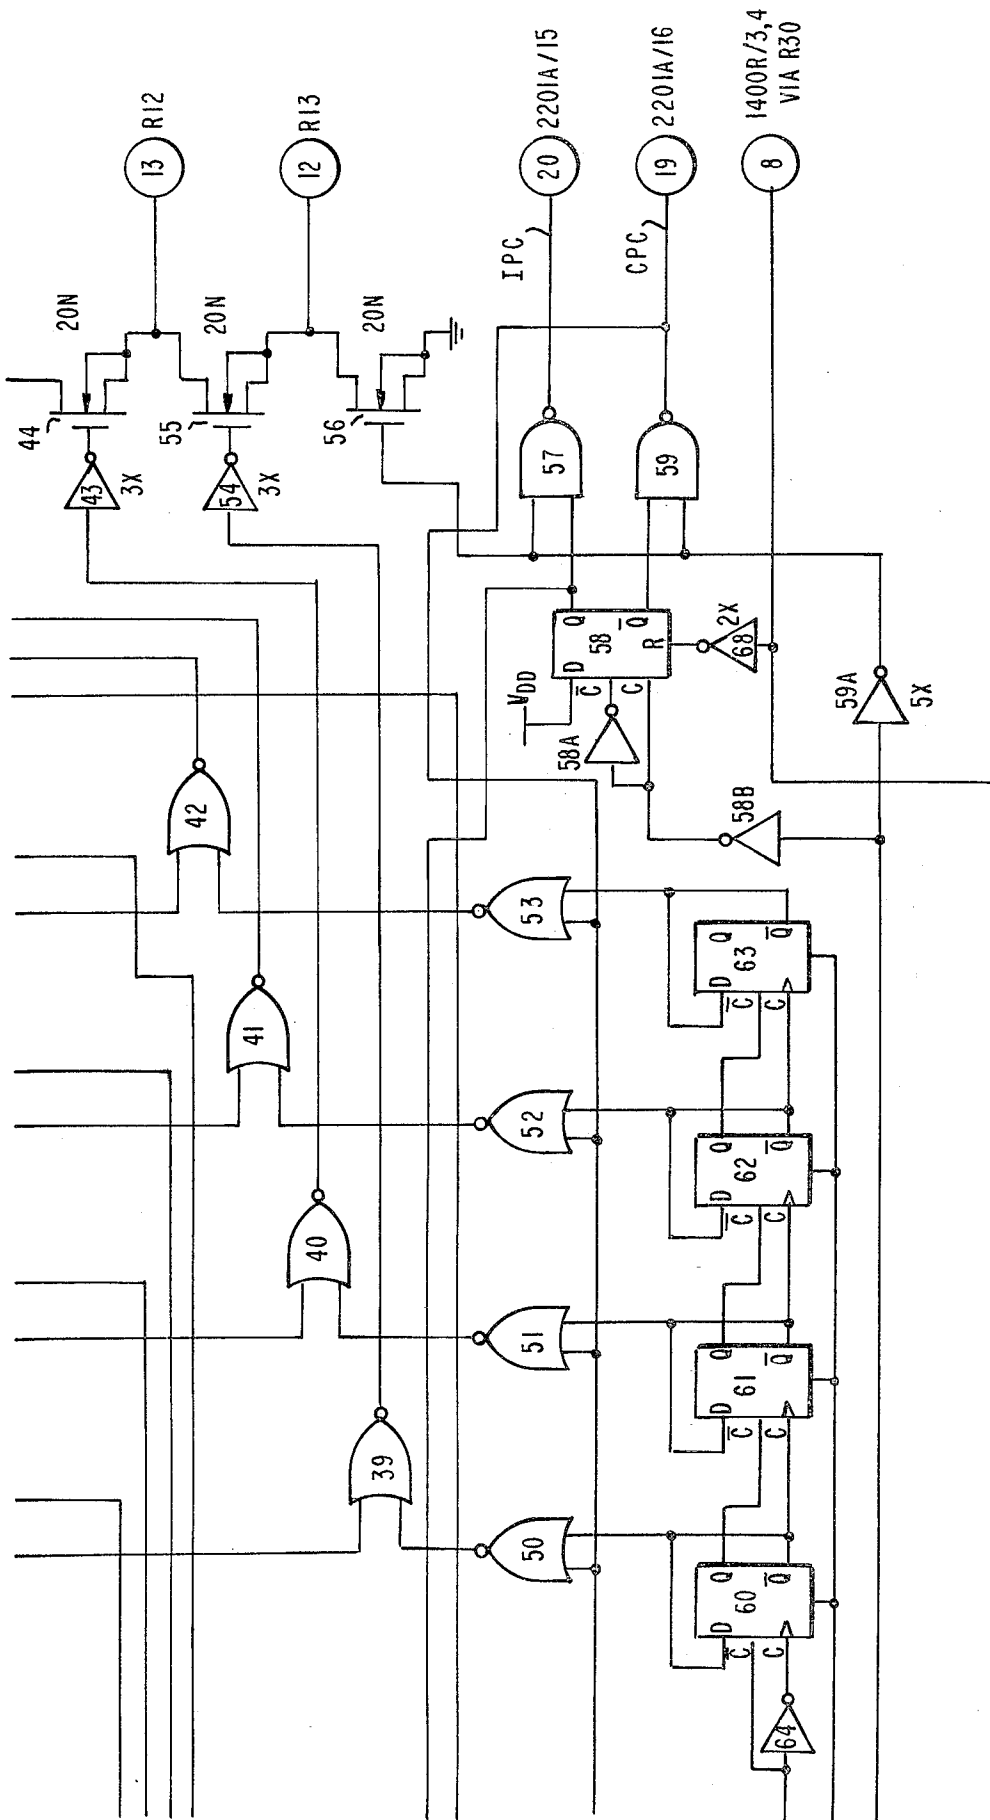 13 R12
12 R13
20 2201A/15
19 2201A/16
8 1400R/3,4
VIA R30
IPC
CPC
20N
20N
20N
44
43
3X
55
54
3X
56
57
59
D Q
C̅ Q̅
C R
58
VDD
58A
58B
68
2X
59A
5X
42
41
40
39
53
52
51
50
D Q
C̅
C Q̅
63
D Q
C̅
C Q̅
62
D Q
C̅
C Q̅
61
D Q
C̅
C Q̅
60
64